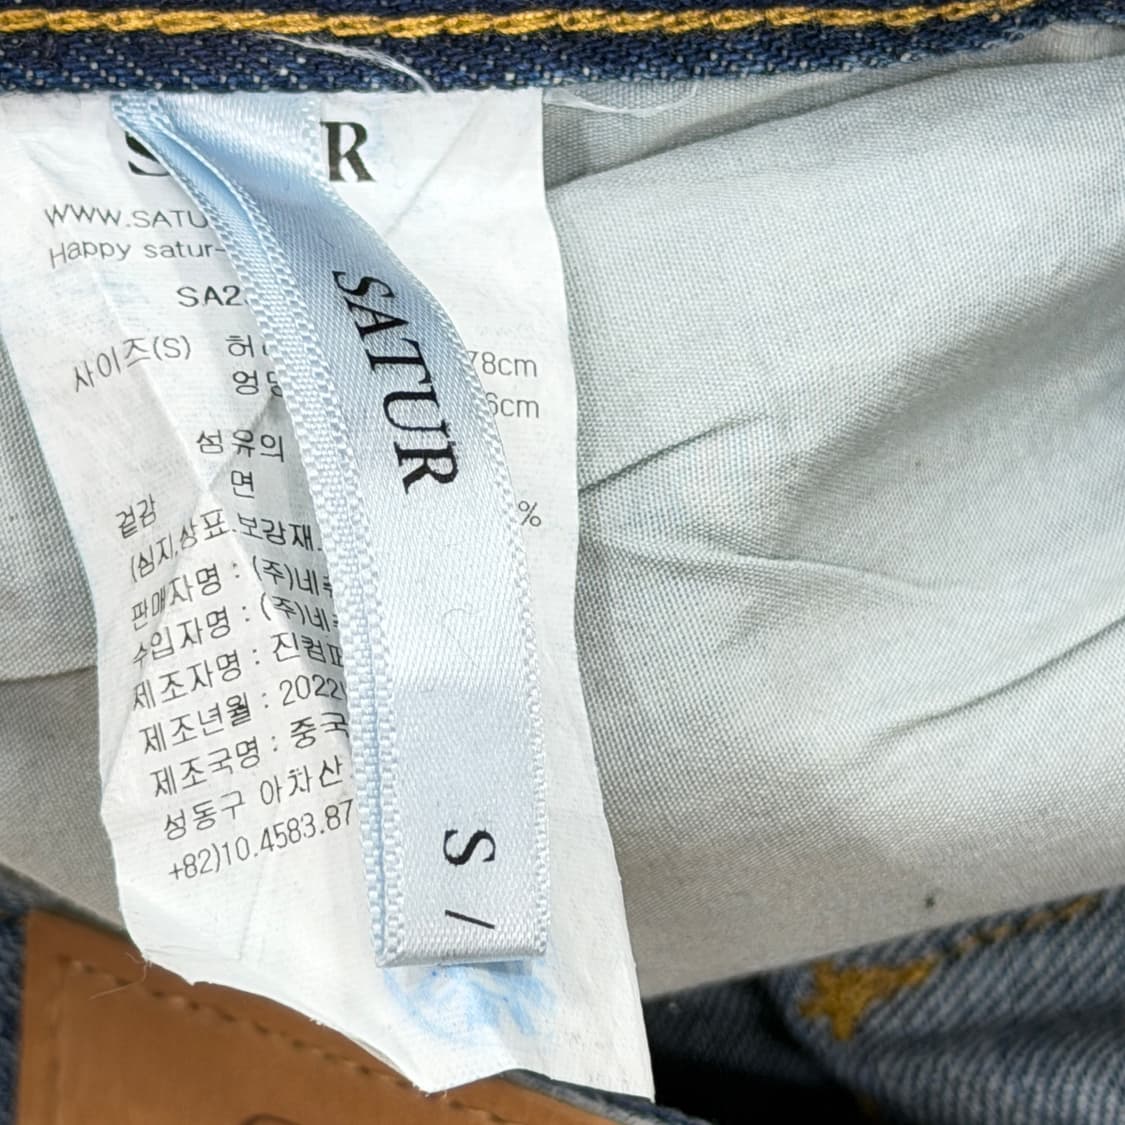 S R
WWW.SATU
Happy satur-
SA2
사이즈(S) 허
78cm
엉덩
6cm
섬유의
면
%
겉감
(심지,상표.보강재.
판매자명 : (주)네
수입자명 : (주)네
제조자명 : 진컴
제조년월 : 2022
제조국명 : 중국
성동구 아차산
+82)10.4583.87
SATUR
S /